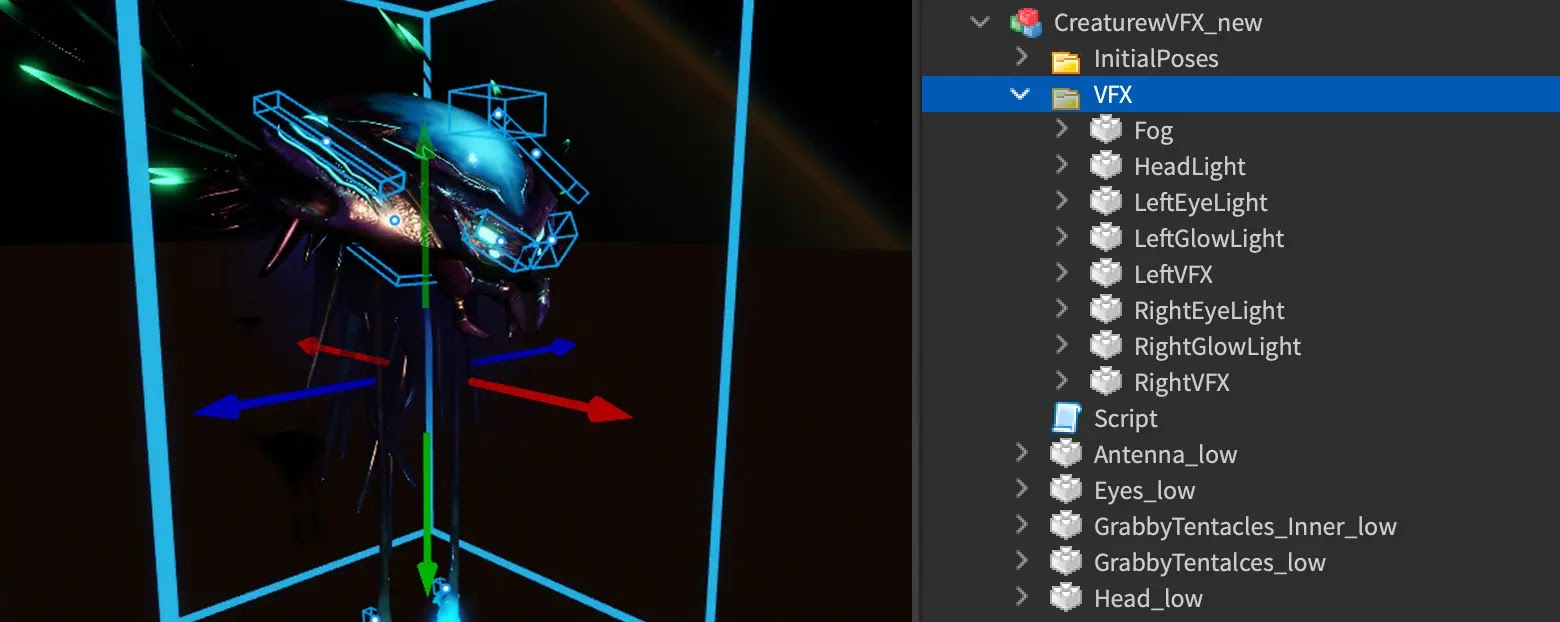 CreaturewVFX_new
InitialPoses
VFX
Fog
HeadLight
LeftEyeLight
LeftGlowLight
LeftVFX
RightEyeLight
RightGlowLight
RightVFX
Script
Antenna_low
Eyes_low
GrabbyTentacles_Inner_low
GrabbyTentalces_low
Head_low